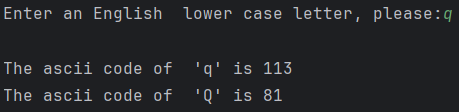 Enter an English  lower case letter, please:q
The ascii code of  'q' is 113
The ascii code of  'Q' is 81